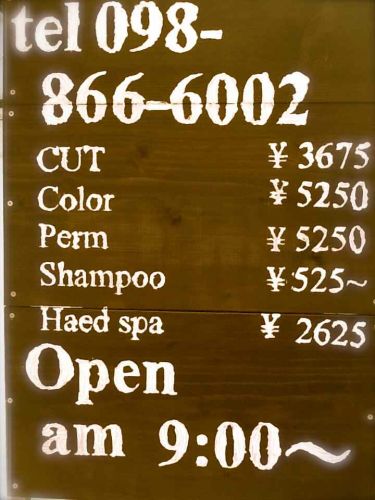 tel 098-
866-6002
CUT ¥ 3675
Color ¥ 5250
Perm ¥ 5250
Shampoo ¥ 525~
Haed spa ¥ 2625
Open
am 9:00～